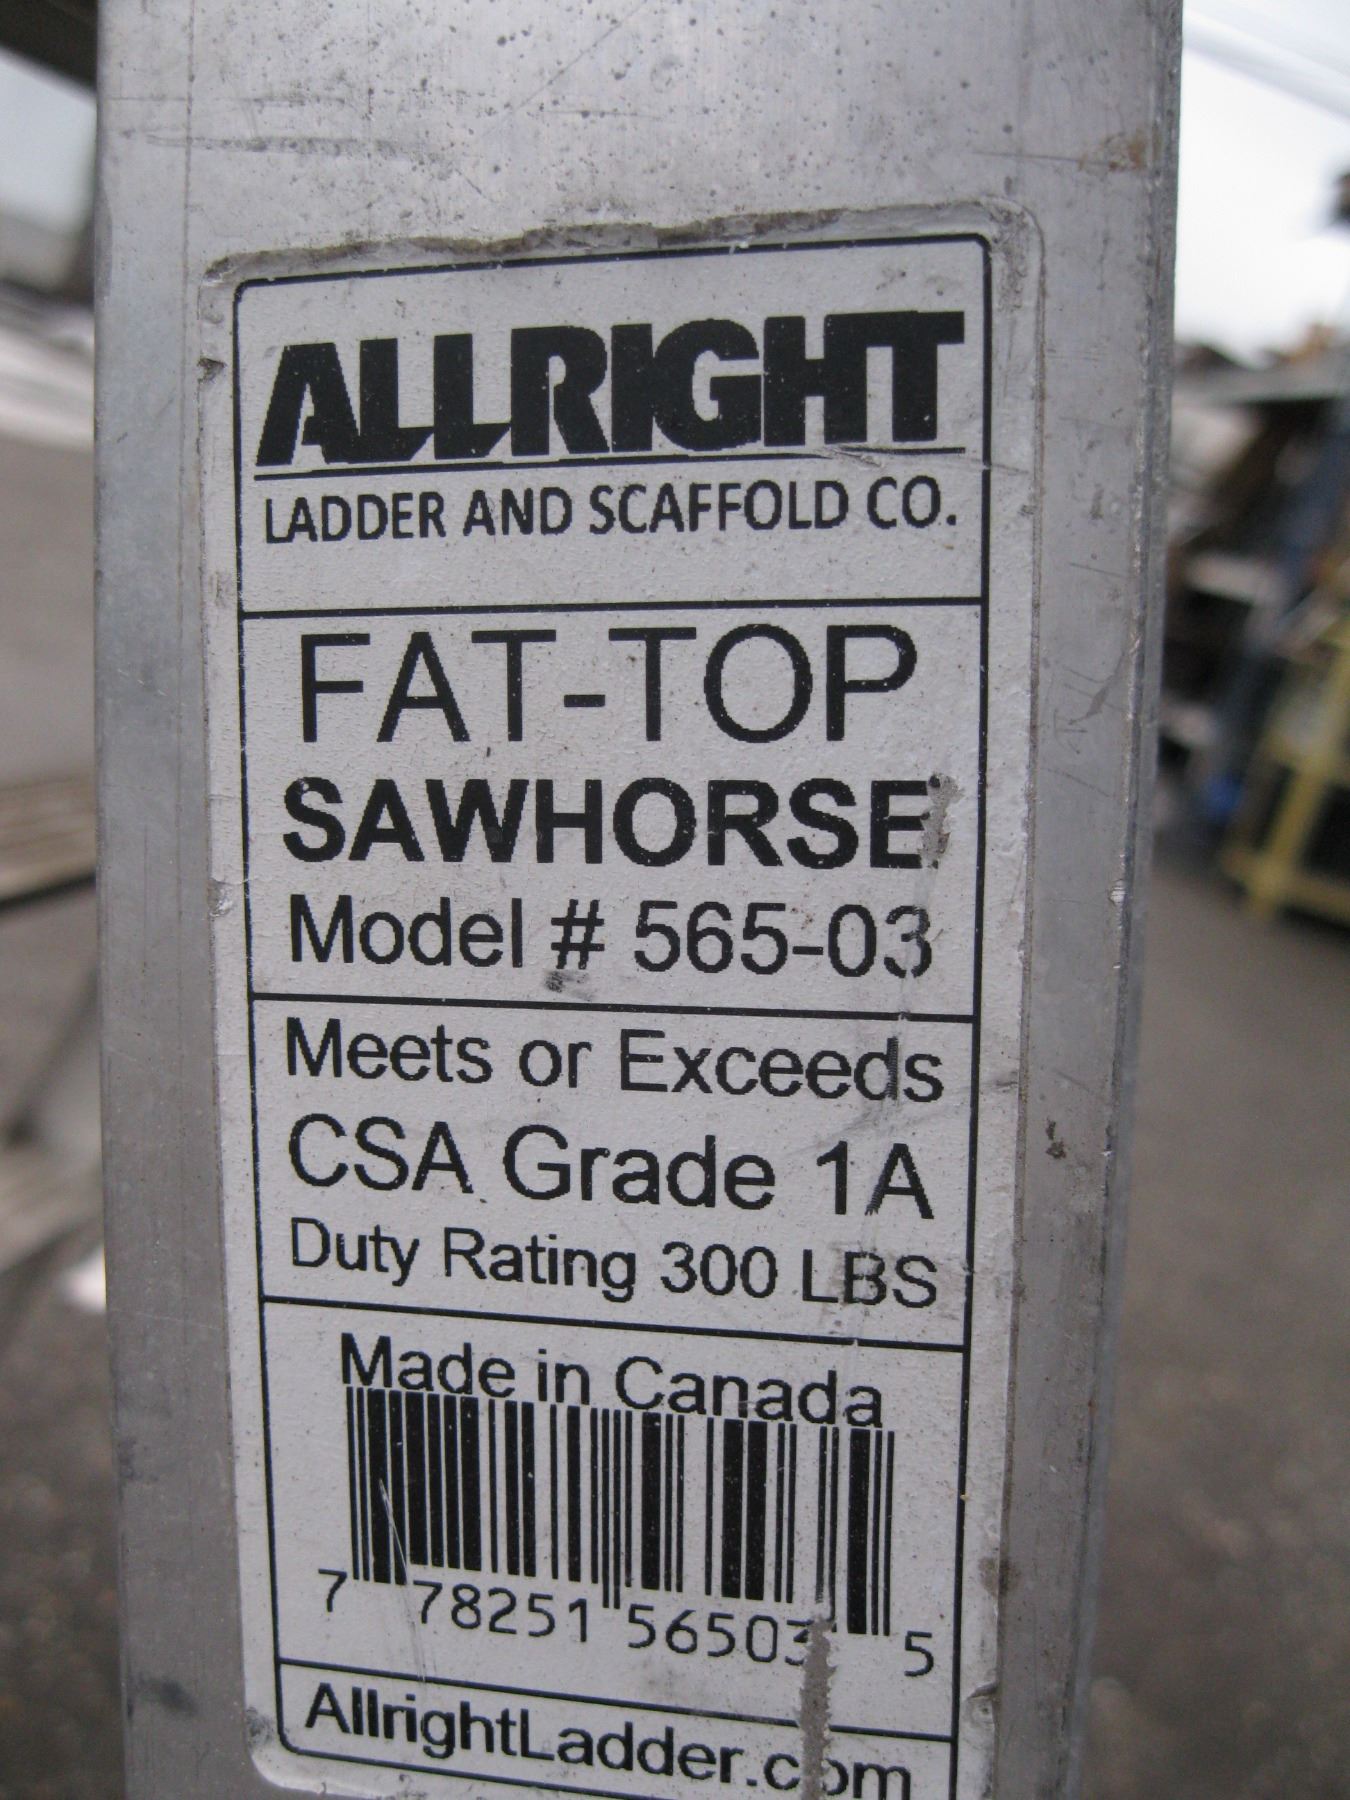 ALLRIGHT
LADDER AND SCAFFOLD CO.
FAT-TOP
SAWHORSE
Model # 565-03
Meets or Exceeds
CSA Grade 1A
Duty Rating 300 LBS
Made in Canada
7 78251 56503 5
AllrightLadder.com